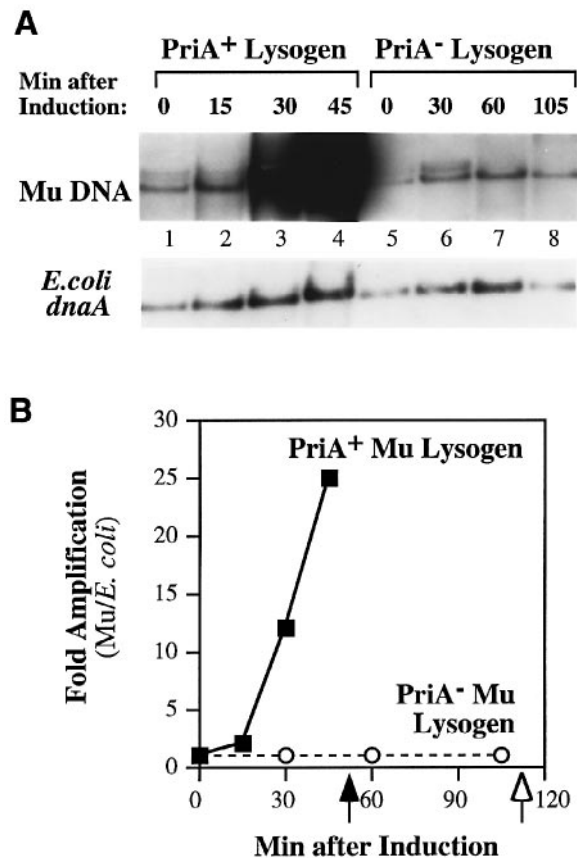 A
PriA+ Lysogen PriA- Lysogen
Min after
Induction: 0 15 30 45 0 30 60 105
Mu DNA
1 2 3 4 5 6 7 8
E.coli
dnaA
B
30
25
20
15
10
5
0
Fold Amplification
(Mu/E. coli)
PriA+ Mu Lysogen
PriA- Mu
Lysogen
0 30 60 90 120
Min after Induction